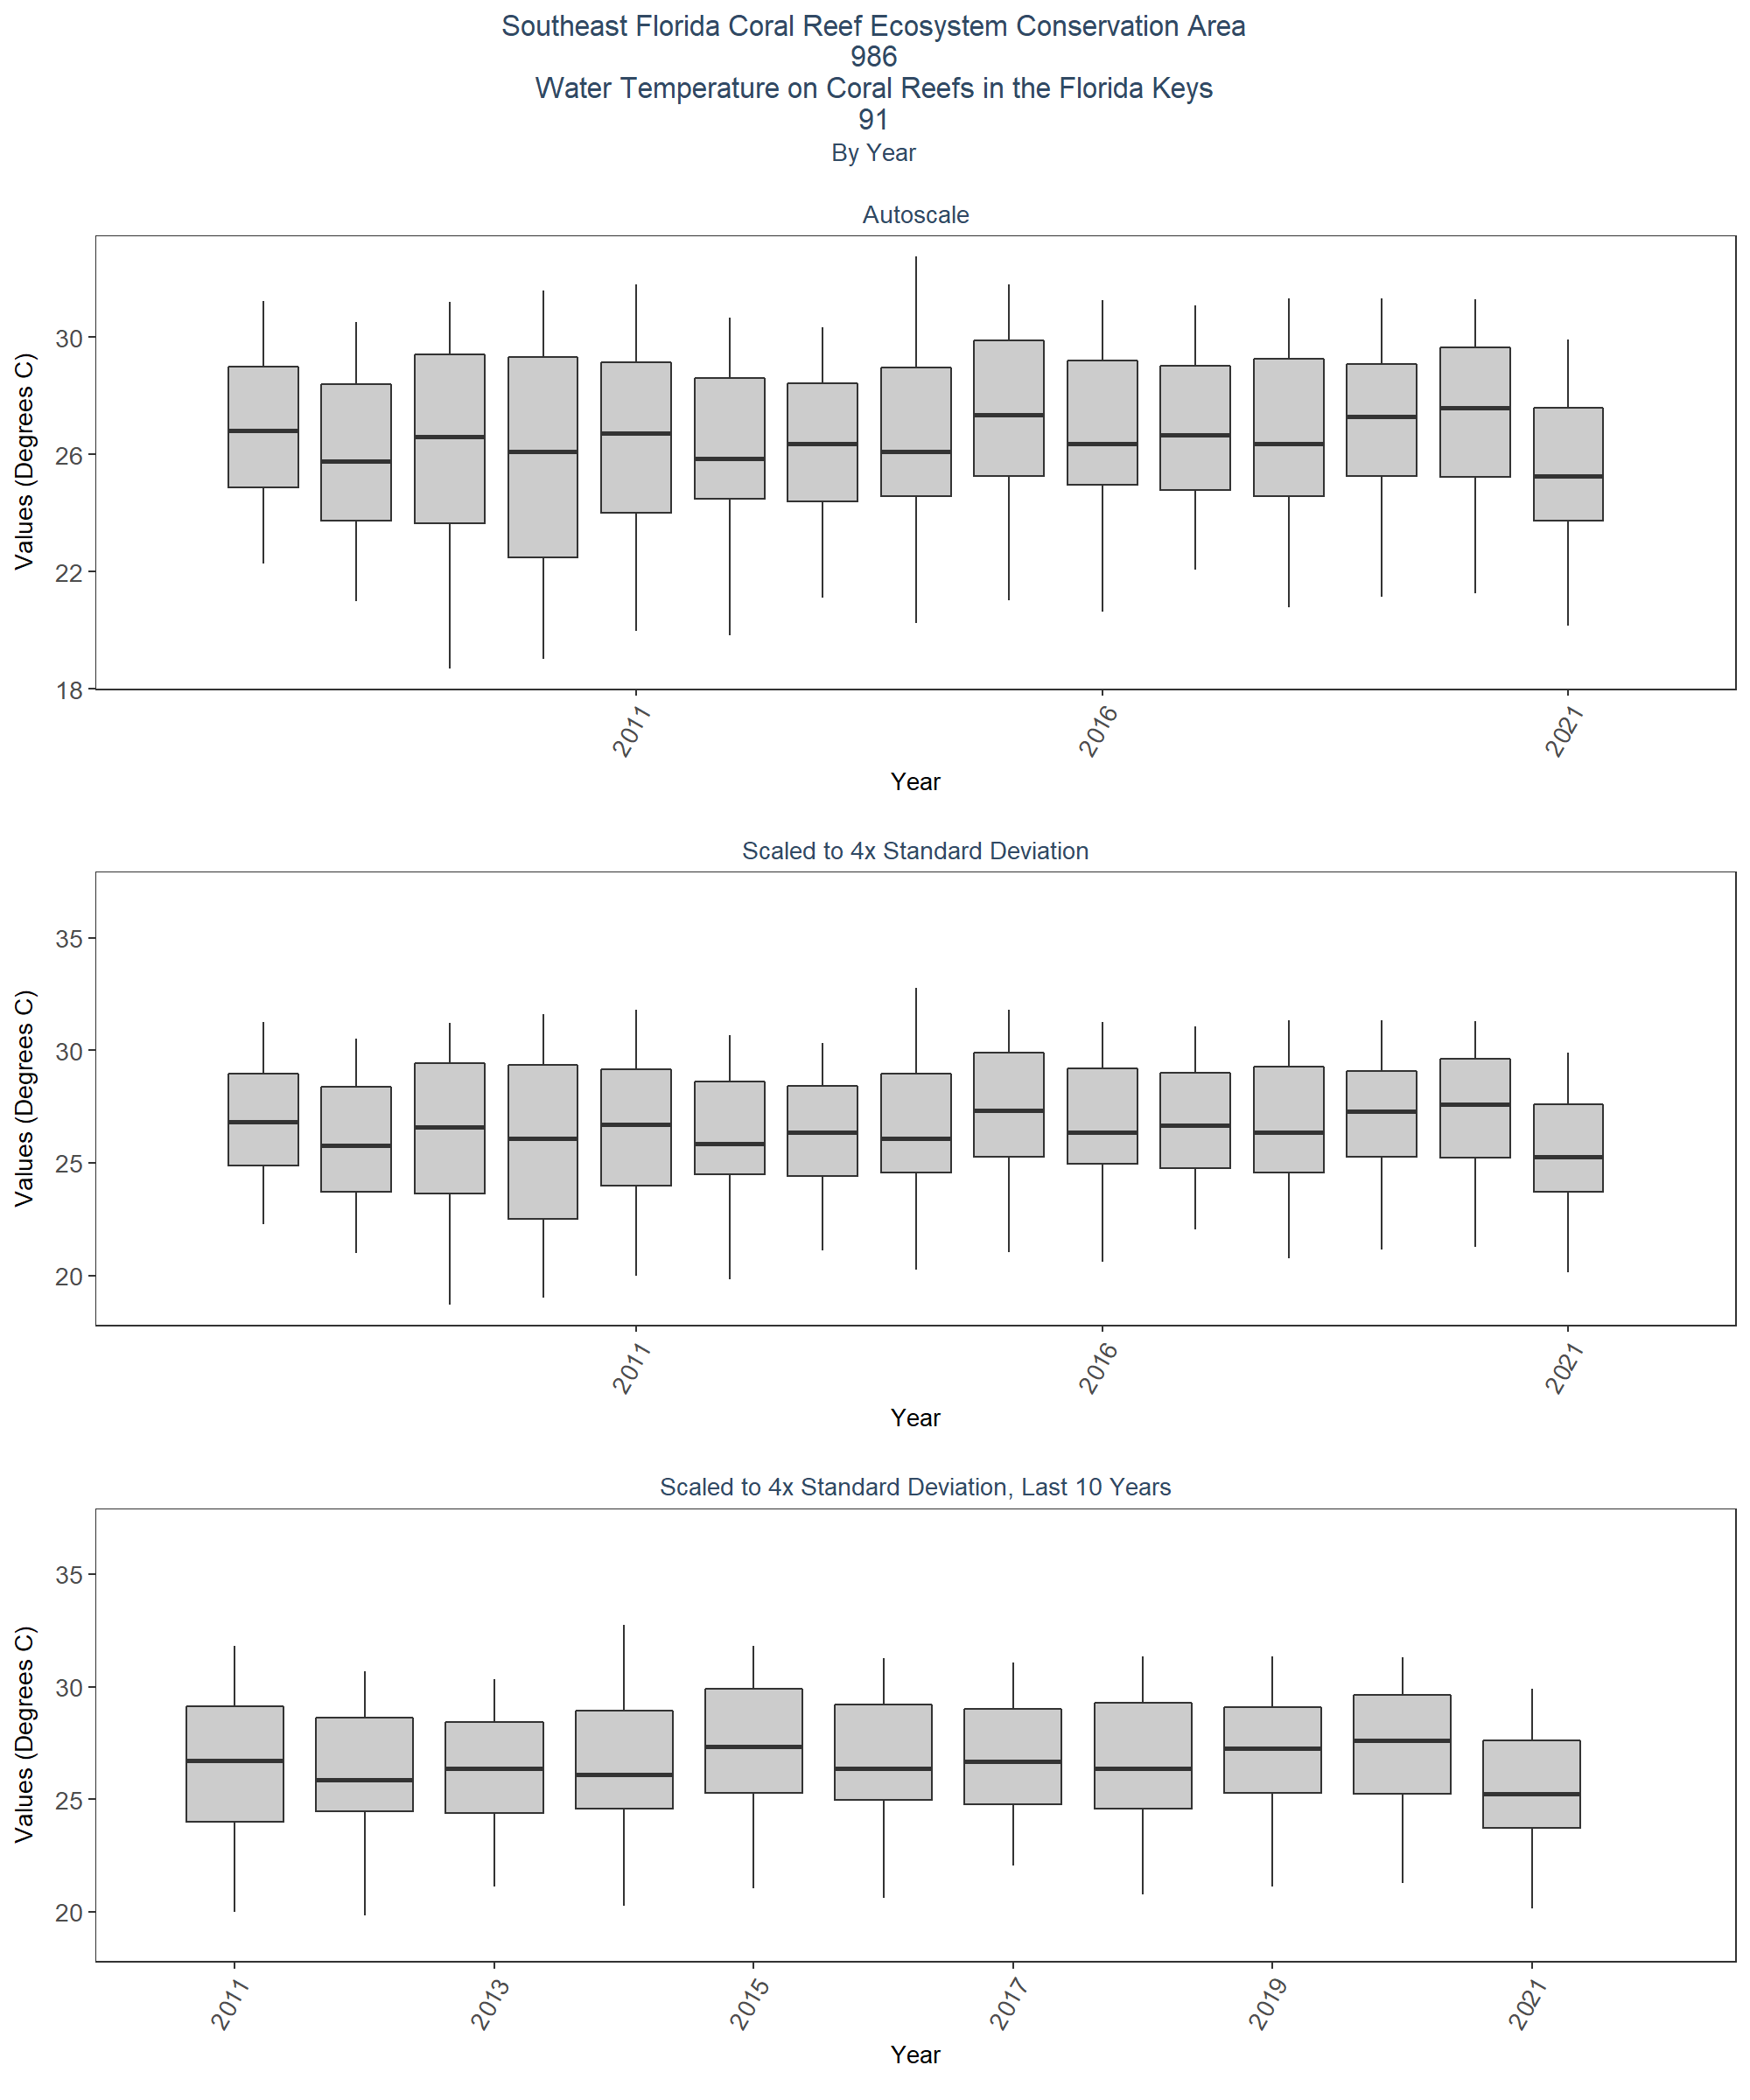 Southeast Florida Coral Reef Ecosystem Conservation Area
986
Water Temperature on Coral Reefs in the Florida Keys
91
By Year
Autoscale
Values (Degrees C)
30
26
22
18
2011
2016
2021
Year
Scaled to 4x Standard Deviation
Values (Degrees C)
35
30
25
20
2011
2016
2021
Year
Scaled to 4x Standard Deviation, Last 10 Years
Values (Degrees C)
35
30
25
20
2011
2013
2015
2017
2019
2021
Year